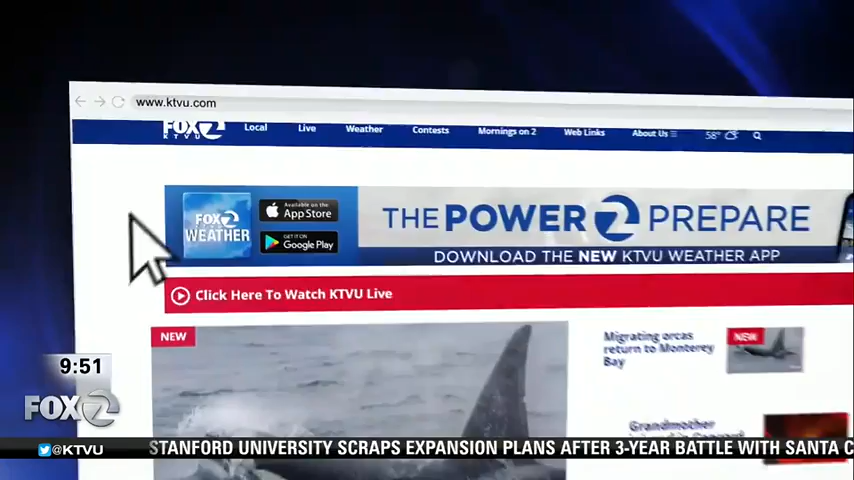 www.ktvu.com
FOX 2
KTVU
Local Live Weather Contests Mornings on 2 Web Links About Us 58°
FOX 2
WEATHER
Available on the
App Store
GET IT ON
Google Play
THE POWER 2 PREPARE
DOWNLOAD THE NEW KTVU WEATHER APP
Click Here To Watch KTVU Live
NEW
Migrating orcas
return to Monterey
Bay
NEW
Grandmother
9:51
FOX 2
@KTVU STANFORD UNIVERSITY SCRAPS EXPANSION PLANS AFTER 3-YEAR BATTLE WITH SANTA C